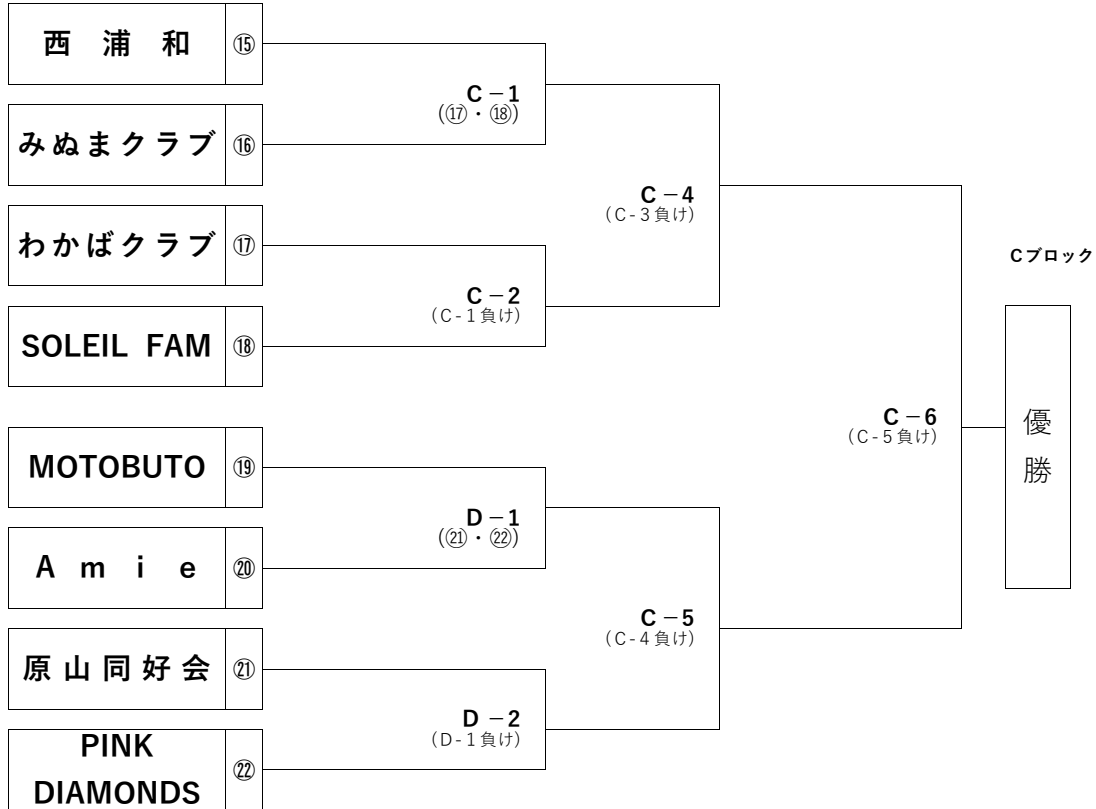 西 浦 和 ⑮
C－1
(⑰・⑱)
みぬまクラブ ⑯
C－4
(C-3負け)
わかばクラブ ⑰
Cブロック
C－2
(C-1負け)
SOLEIL FAM ⑱
C－6
(C-5負け)
優
勝
MOTOBUTO ⑲
D－1
(㉑・㉒)
A m i e ⑳
C－5
(C-4負け)
原山同好会 ㉑
D－2
(D-1負け)
PINK
DIAMONDS ㉒